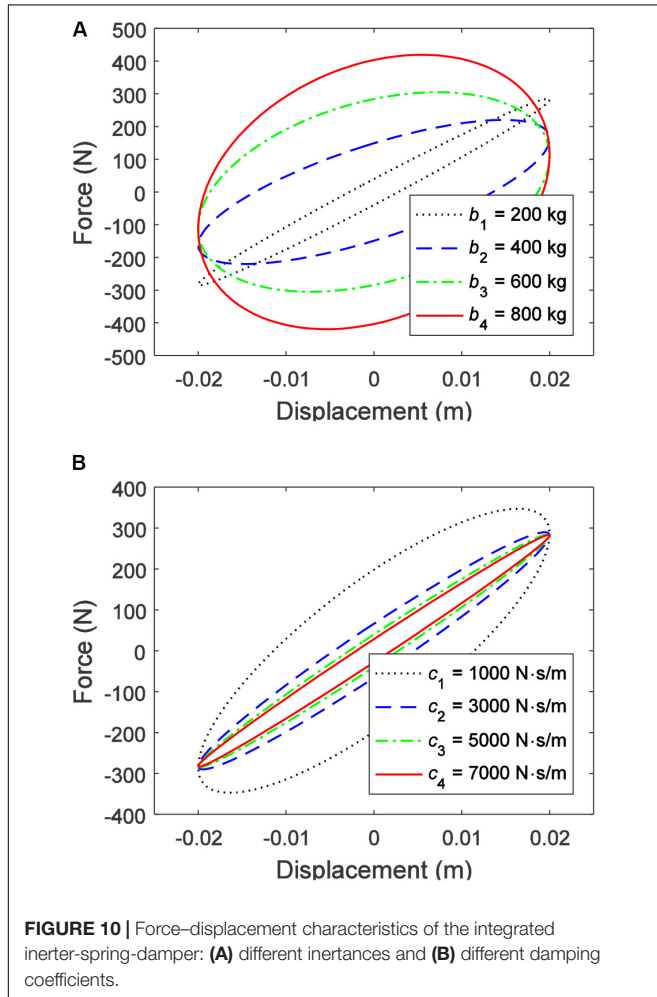 A
500
400
300
200
100
0
-100
-200
-300
-400
-500
Force (N)
b1 = 200 kg
b2 = 400 kg
b3 = 600 kg
b4 = 800 kg
-0.02 -0.01 0 0.01 0.02
Displacement (m)
B
400
300
200
100
0
-100
-200
-300
-400
Force (N)
c1 = 1000 N·s/m
c2 = 3000 N·s/m
c3 = 5000 N·s/m
c4 = 7000 N·s/m
-0.02 -0.01 0 0.01 0.02
Displacement (m)
FIGURE 10 | Force–displacement characteristics of the integrated
inerter-spring-damper: (A) different inertances and (B) different damping
coefficients.